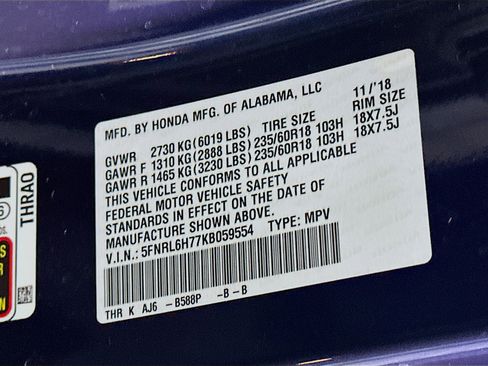 MFD. BY HONDA MFG. OF ALABAMA, LLC 11/'18
GVWR 2730 KG (6019 LBS) TIRE SIZE RIM SIZE
GAWR F 1310 KG (2888 LBS) 235/60R18 103H 18X7.5J
GAWR R 1465 KG (3230 LBS) 235/60R18 103H 18X7.5J
THIS VEHICLE CONFORMS TO ALL APPLICABLE
FEDERAL MOTOR VEHICLE SAFETY
STANDARDS IN EFFECT ON THE DATE OF
MANUFACTURE SHOWN ABOVE.
V.I.N.: 5FNRL6H77KB059554 TYPE: MPV
THR K AJ6 -B588P -B-B
THRA0